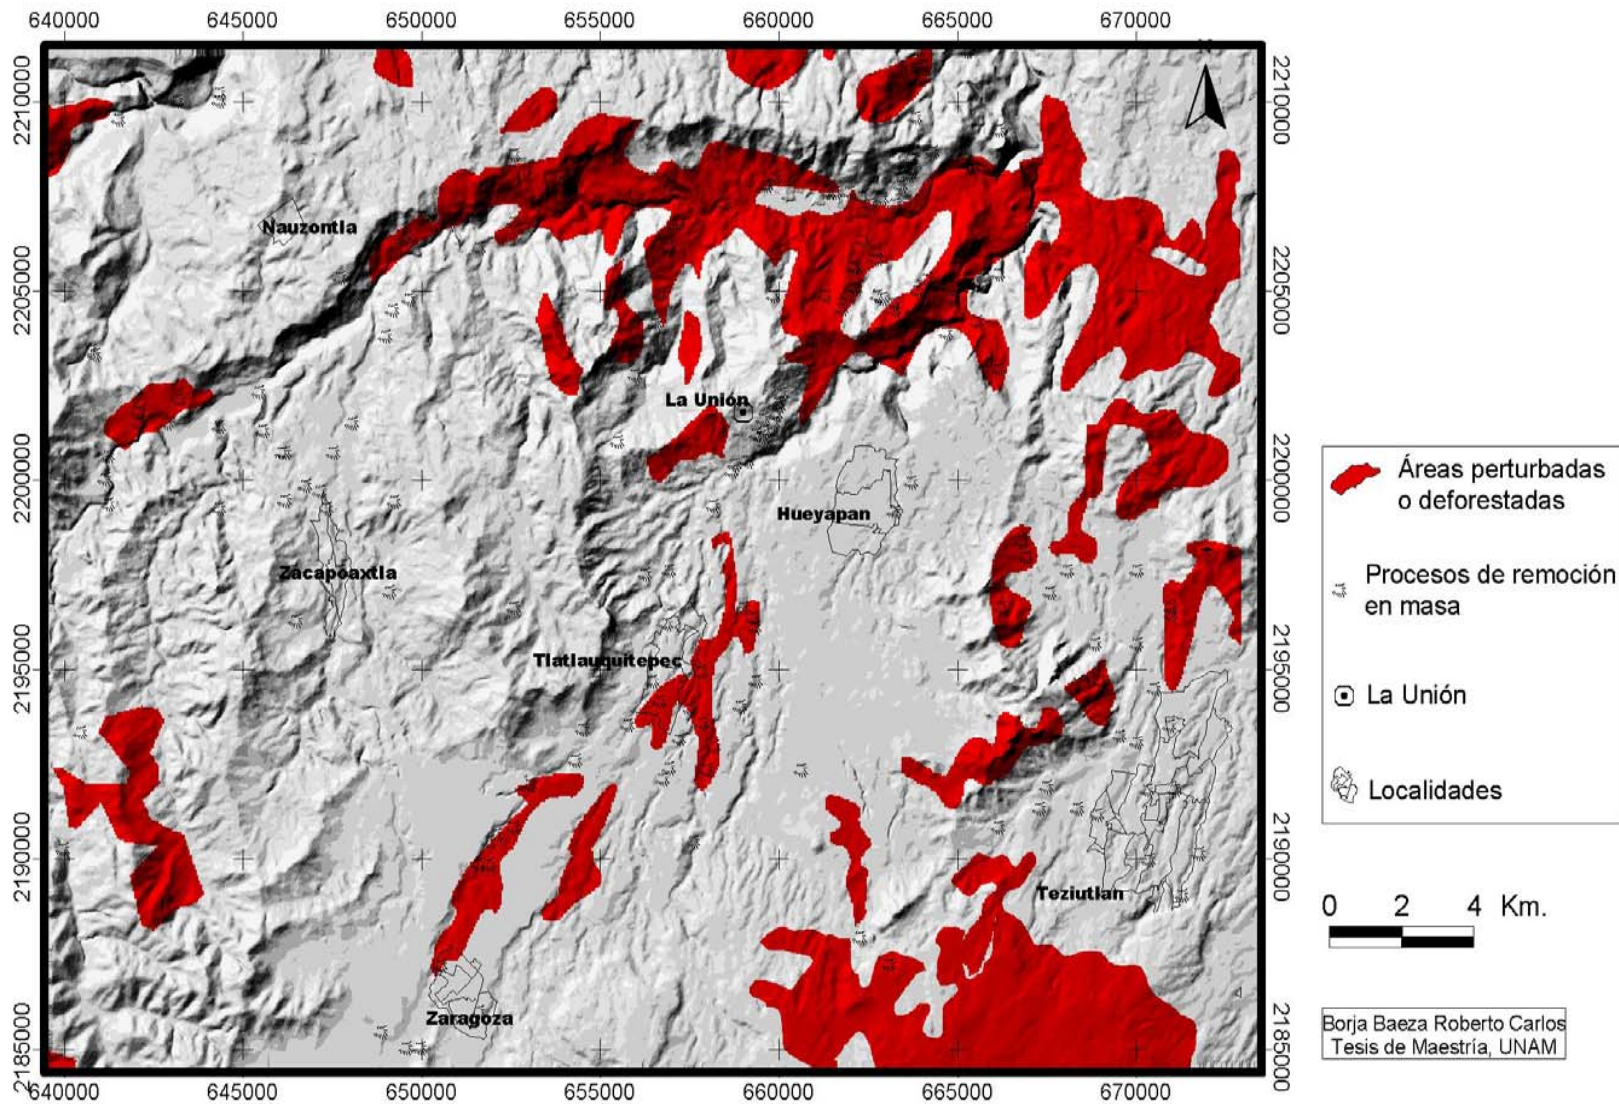 640000 645000 650000 655000 660000 665000 670000
2210000
2205000
2200000
2195000
2190000
2185000
2210000
2205000
2200000
2195000
2190000
2185000
Nauzontla
La Unión
Hueyapan
Zacapoaxtla
Tlatlauquitepec
Teziutlan
Zaragoza
640000 645000 650000 655000 660000 665000 670000
Áreas perturbadas
o deforestadas
Procesos de remoción
en masa
La Unión
Localidades
0 2 4 Km.
Borja Baeza Roberto Carlos
Tesis de Maestría, UNAM